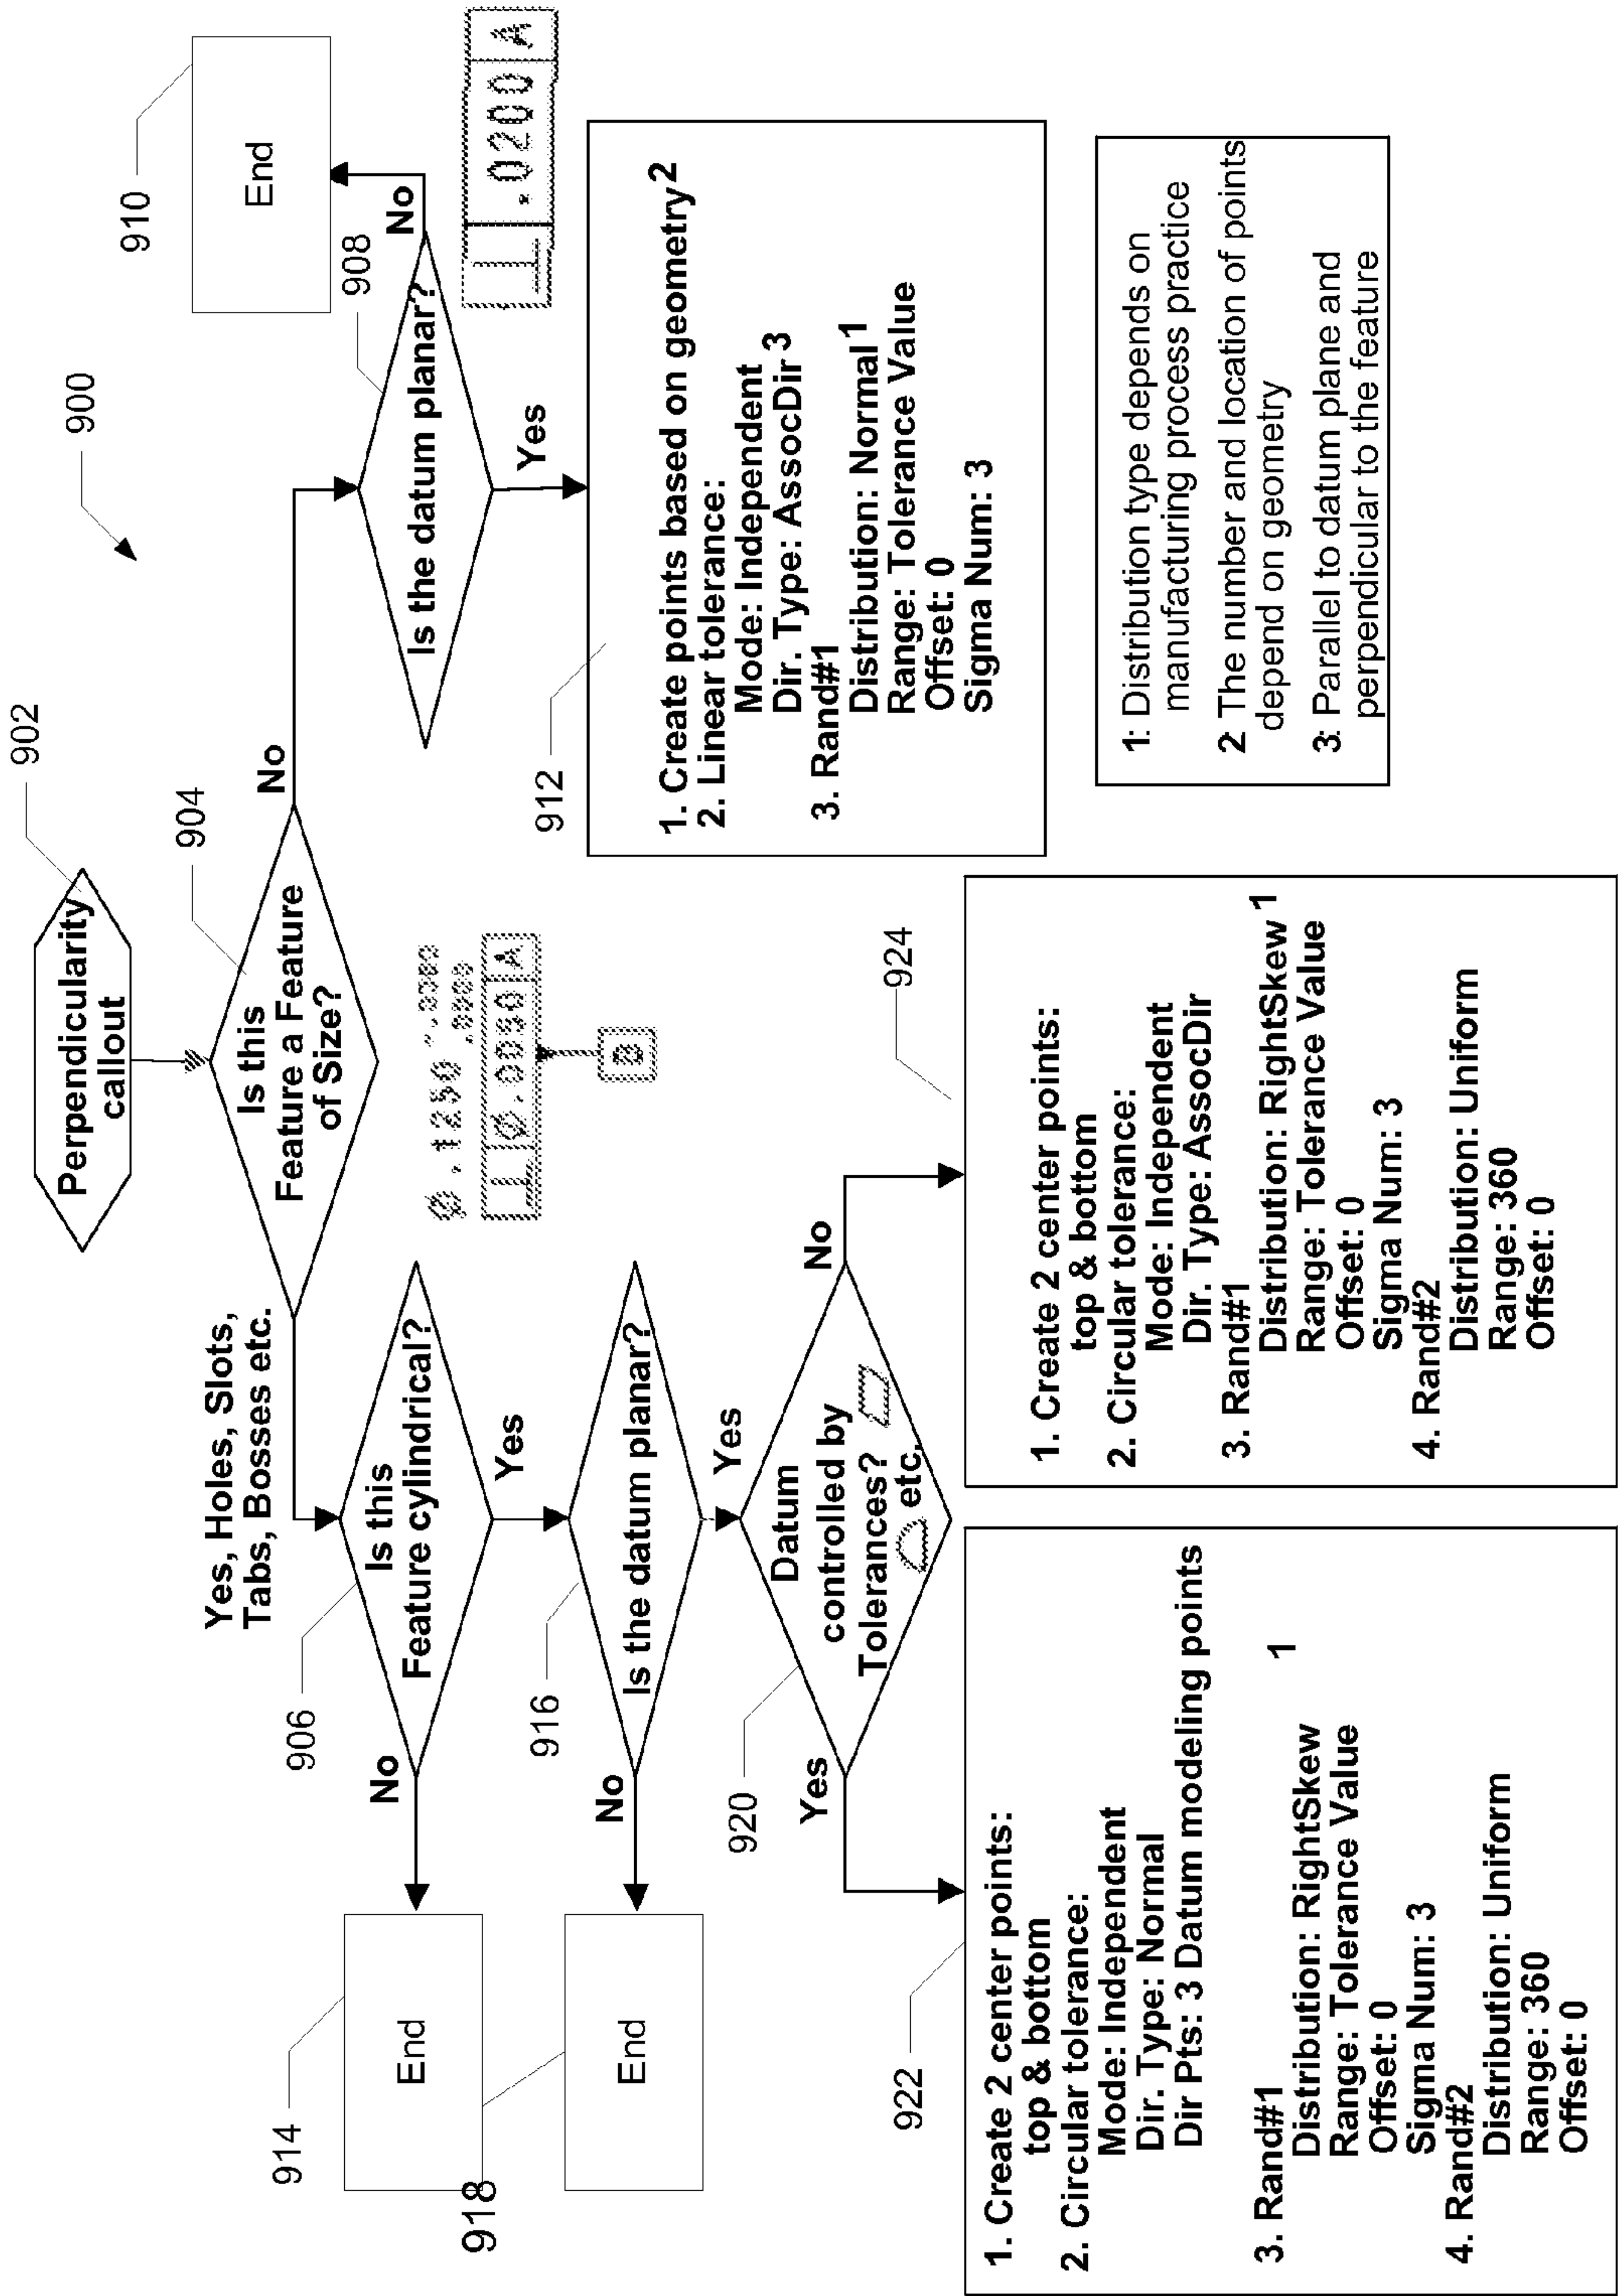 900
902
Perpendicularity
callout
904
Is this
Feature a Feature
of Size?
No
Yes, Holes, Slots,
Tabs, Bosses etc.
906
Is this
Feature cylindrical?
No
Yes
914
End
916
Is the datum planar?
No
Yes
918
End
920
Datum
controlled by
Tolerances?
etc.
Yes
No
908
Is the datum planar?
No
Yes
910
End
.0200 A
A
912
1. Create points based on geometry2
2. Linear tolerance:
Mode: Independent
Dir. Type: AssocDir 3
3. Rand#1
Distribution: Normal 1
Range: Tolerance Value
Offset: 0
Sigma Num: 3
922
1. Create 2 center points:
top & bottom
2. Circular tolerance:
Mode: Independent
Dir. Type: Normal
Dir Pts: 3 Datum modeling points
1
3. Rand#1
Distribution: RightSkew
Range: Tolerance Value
Offset: 0
Sigma Num: 3
4. Rand#2
Distribution: Uniform
Range: 360
Offset: 0
924
1. Create 2 center points:
top & bottom
2. Circular tolerance:
Mode: Independent
Dir. Type: AssocDir
3. Rand#1
Distribution: RightSkew1
Range: Tolerance Value
Offset: 0
Sigma Num: 3
4. Rand#2
Distribution: Uniform
Range: 360
Offset: 0
1: Distribution type depends on
manufacturing process practice
2: The number and location of points
depend on geometry
3: Parallel to datum plane and
perpendicular to the feature